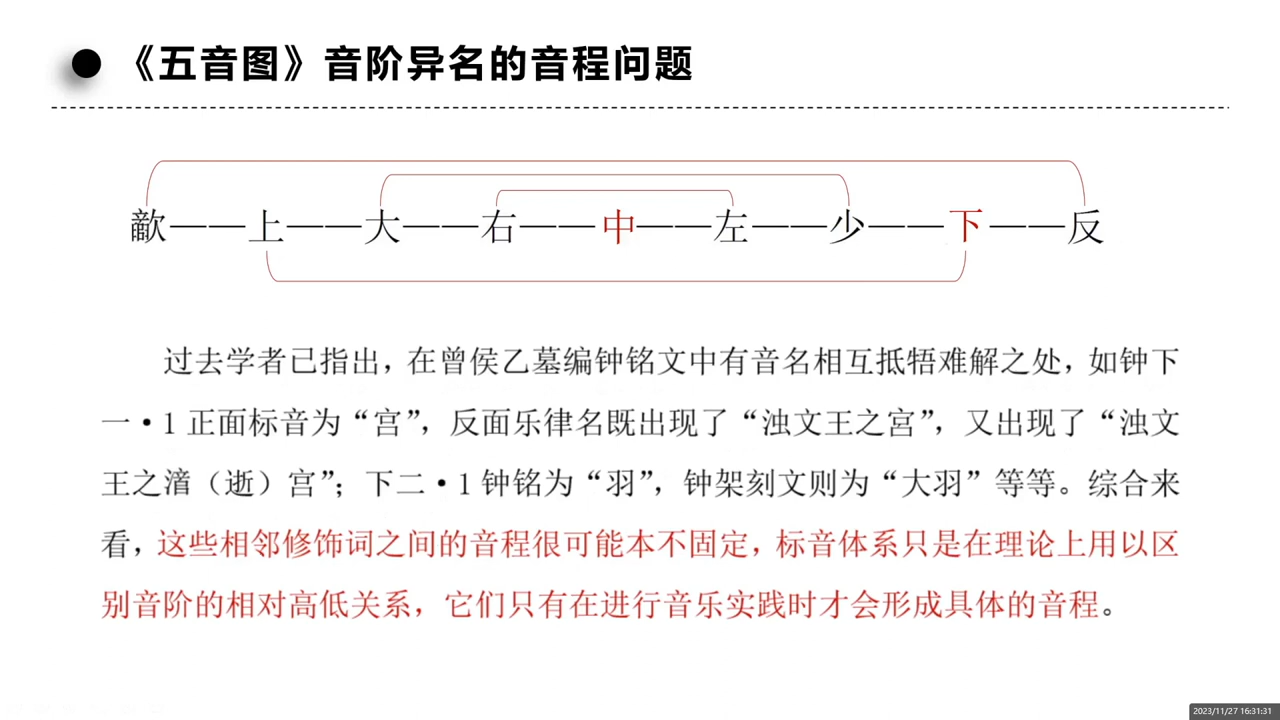 《五音图》音阶异名的音程问题
歖——上——大——右——中——左——少——下——反
过去学者已指出，在曾侯乙墓编钟铭文中有音名相互抵牾难解之处，如钟下
一·1 正面标音为“宫”，反面乐律名既出现了“浊文王之宫”，又出现了“浊文
王之㵙（逝）宫”；下二·1 钟铭为“羽”，钟架刻文则为“大羽”等等。综合来
看，这些相邻修饰词之间的音程很可能本不固定，标音体系只是在理论上用以区
别音阶的相对高低关系，它们只有在进行音乐实践时才会形成具体的音程。
2023/11/27 16:31:31